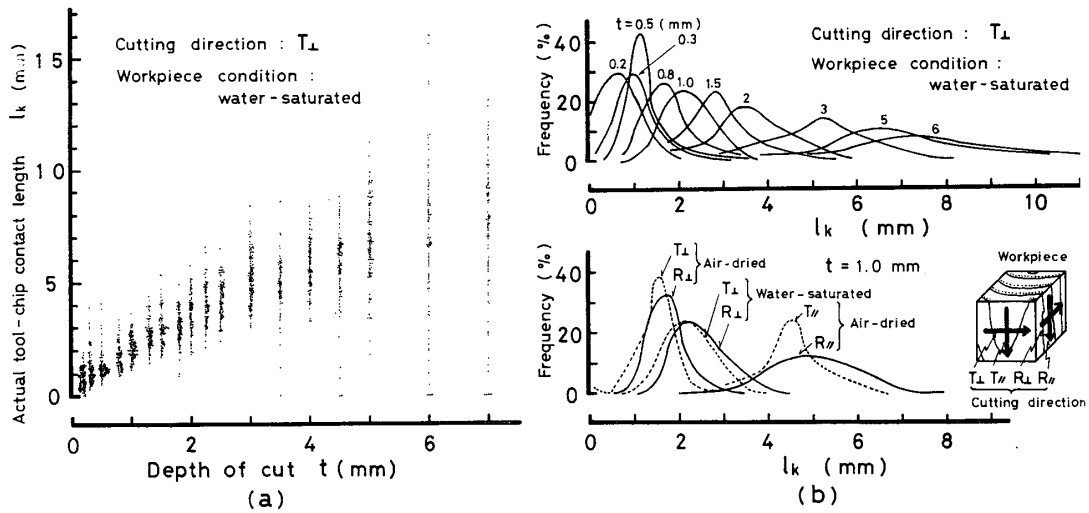 Actual tool-chip contact length lk (mm)
15
10
5
0
Cutting direction : T⊥
Workpiece condition :
water-saturated
0 2 4 6
Depth of cut t (mm)
(a)
Frequency (%)
40
20
0
t=0.5 (mm)
0.3
0.2
0.8
1.0
1.5
2
3
5
6
Cutting direction : T⊥
Workpiece condition :
water-saturated
0 2 4 6 8 10
lk (mm)
Frequency (%)
40
20
0
T⊥
R⊥ } Air-dried
T⊥
R⊥ } Water-saturated
T//
R// } Air-dried
t = 1.0 mm
Workpiece
T⊥ T// R⊥ R//
Cutting direction
0 2 4 6 8
lk (mm)
(b)